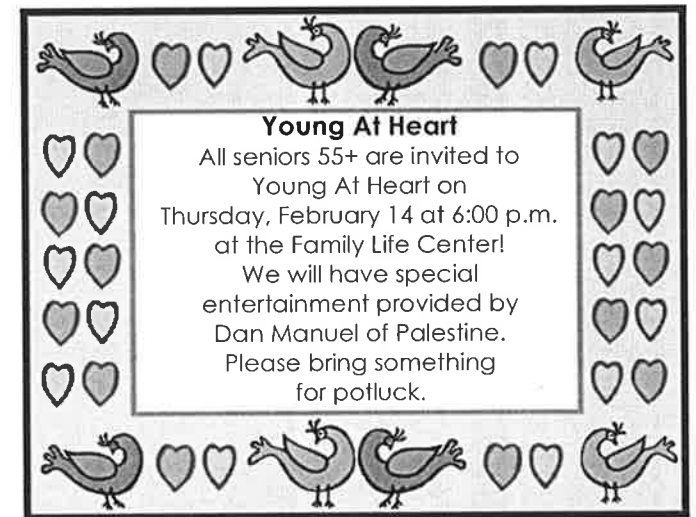 Young At Heart
All seniors 55+ are invited to
Young At Heart on
Thursday, February 14 at 6:00 p.m.
at the Family Life Center!
We will have special
entertainment provided by
Dan Manuel of Palestine.
Please bring something
for potluck.